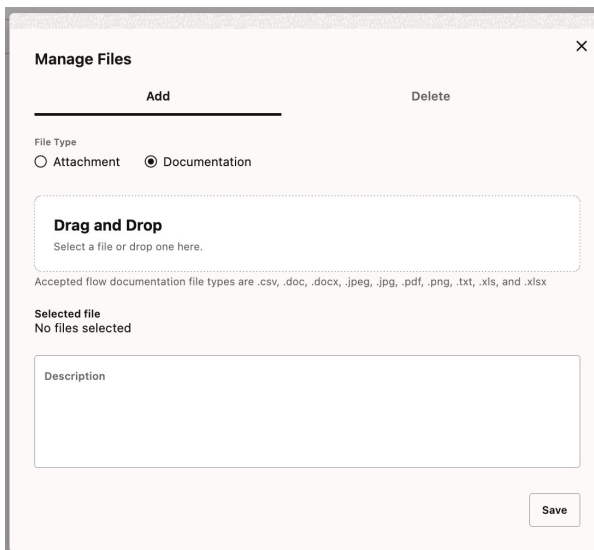 Manage Files
Add
Delete
File Type
Attachment
Documentation
Drag and Drop
Select a file or drop one here.
Accepted flow documentation file types are .csv, .doc, .docx, .jpeg, .jpg, .pdf, .png, .txt, .xls, and .xlsx
Selected file
No files selected
Description
Save